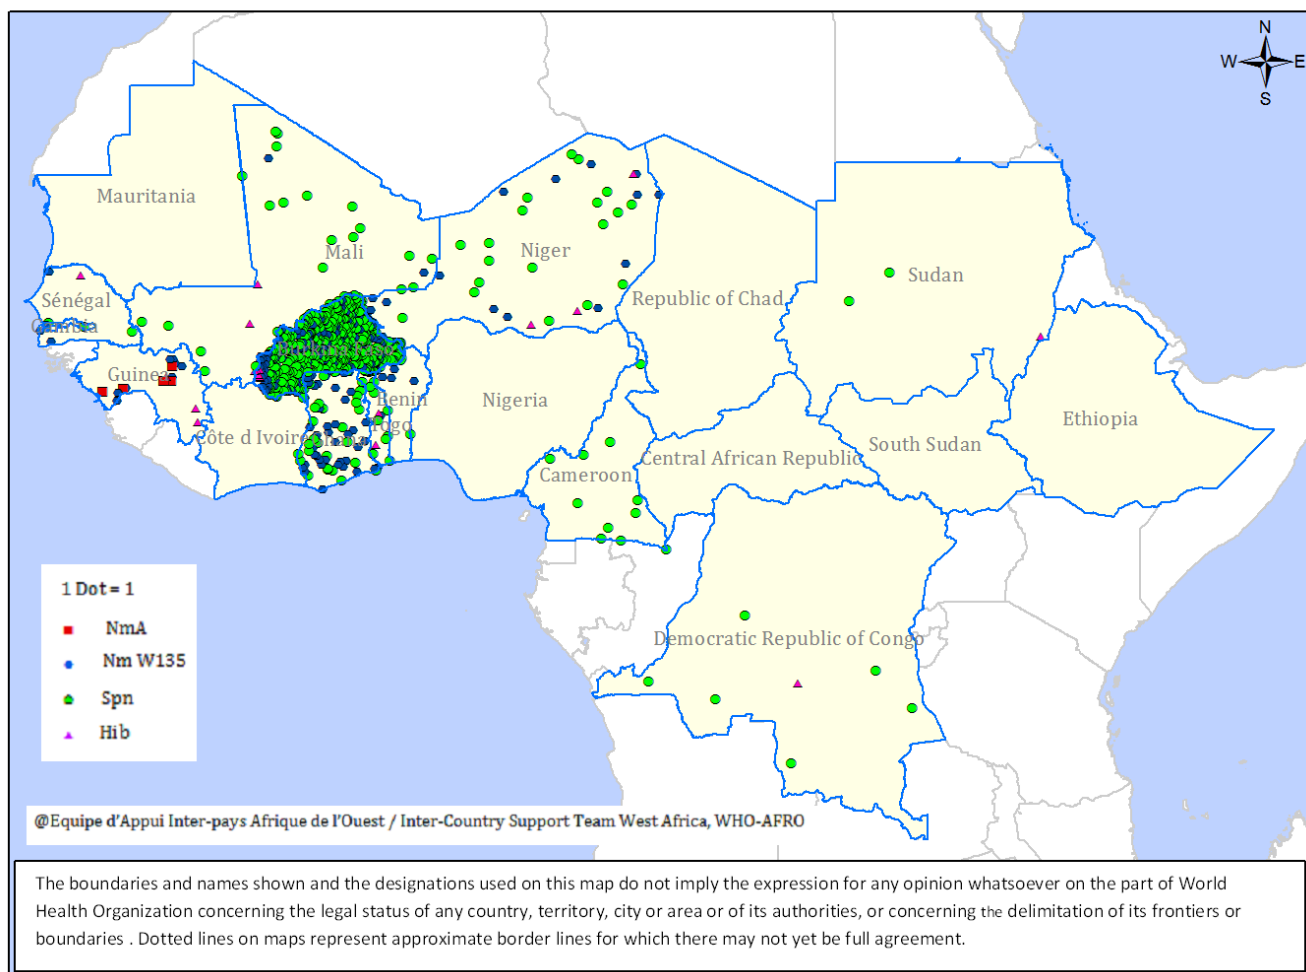 N
W E
S
Mauritania
Mali
Niger
Sudan
Republic of Chad
Sénégal
Gambia
Guinea
Benin
Nigeria
Togo
Côte d Ivoire
Ghana
Ethiopia
South Sudan
Central African Republic
Cameroon
Democratic Republic of Congo
1 Dot = 1
NmA
Nm W135
Spn
Hib
@Equipe d'Appui Inter-pays Afrique de l'Ouest / Inter-Country Support Team West Africa, WHO-AFRO
The boundaries and names shown and the designations used on this map do not imply the expression for any opinion whatsoever on the part of World
Health Organization concerning the legal status of any country, territory, city or area or of its authorities, or concerning the delimitation of its frontiers or
boundaries . Dotted lines on maps represent approximate border lines for which there may not yet be full agreement.